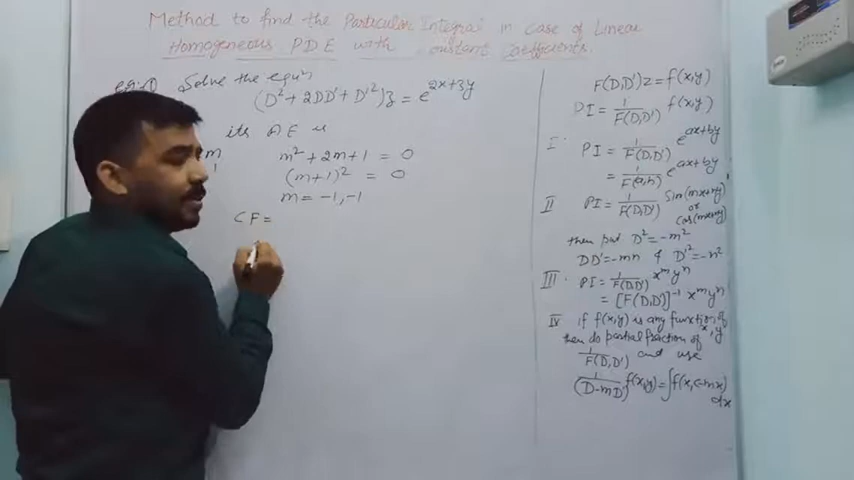 Method to find the Particular Integral in case of Linear
Homogeneous PDE with constant Coefficients.
eg:① Solve the equⁿ
(D² + 2DD' + D'²)z = e^{2x+3y}
its AE is
m
1
m² + 2m + 1 = 0
(m+1)² = 0
m = -1, -1
CF =
F(D,D')z = f(x,y)
PI = 1/F(D,D') f(x,y)
I. PI = 1/F(D,D') e^{ax+by}
= 1/F(a,b) e^{ax+by}
II PI = 1/F(D,D') Sin(mx+ny)
or
Cos(mx+ny)
then put D² = -m²
DD' = -mn & D'² = -n²
III. PI = 1/F(D,D') x^m y^n
= [F(D,D')]⁻¹ x^m y^n
IV if f(x,y) is any function of x,y
then do partial fraction of
1/F(D,D') and use
(1/D-mD') f(x,y) = ∫f(x,c-mx)dx